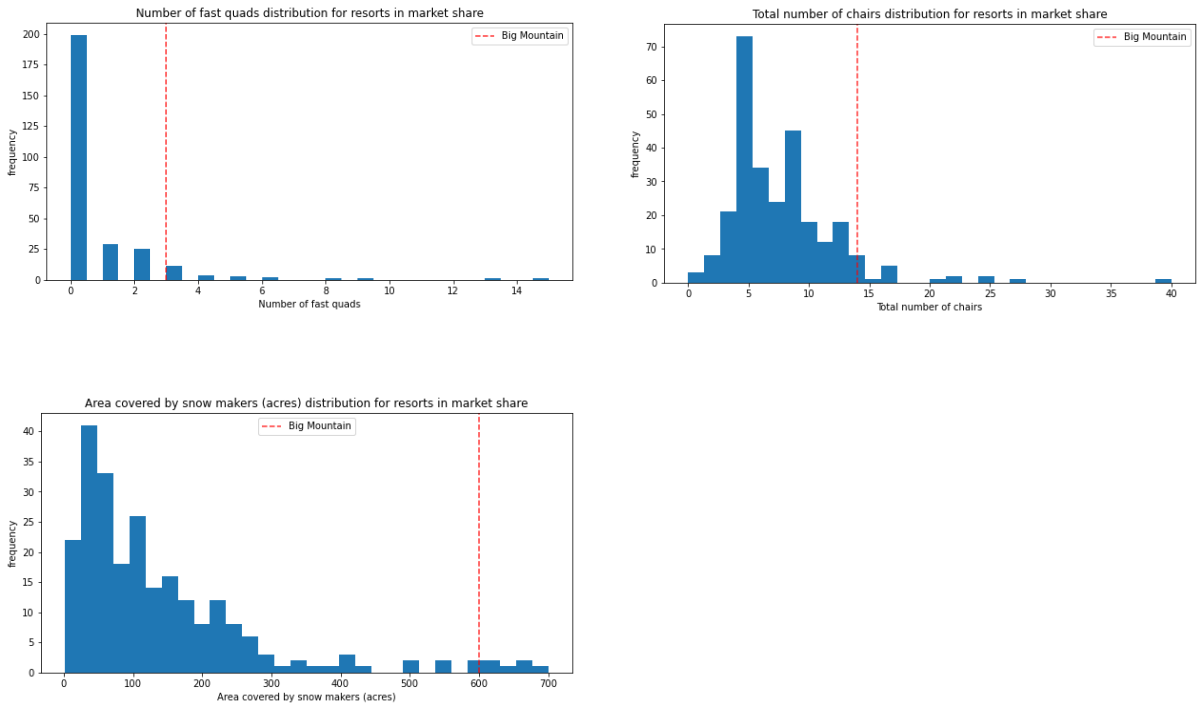 Number of fast quads distribution for resorts in market share
Big Mountain
frequency
200
175
150
125
100
75
50
25
0
0 2 4 6 8 10 12 14
Number of fast quads
Total number of chairs distribution for resorts in market share
Big Mountain
frequency
70
60
50
40
30
20
10
0
0 5 10 15 20 25 30 35 40
Total number of chairs
Area covered by snow makers (acres) distribution for resorts in market share
Big Mountain
frequency
40
35
30
25
20
15
10
5
0
0 100 200 300 400 500 600 700
Area covered by snow makers (acres)